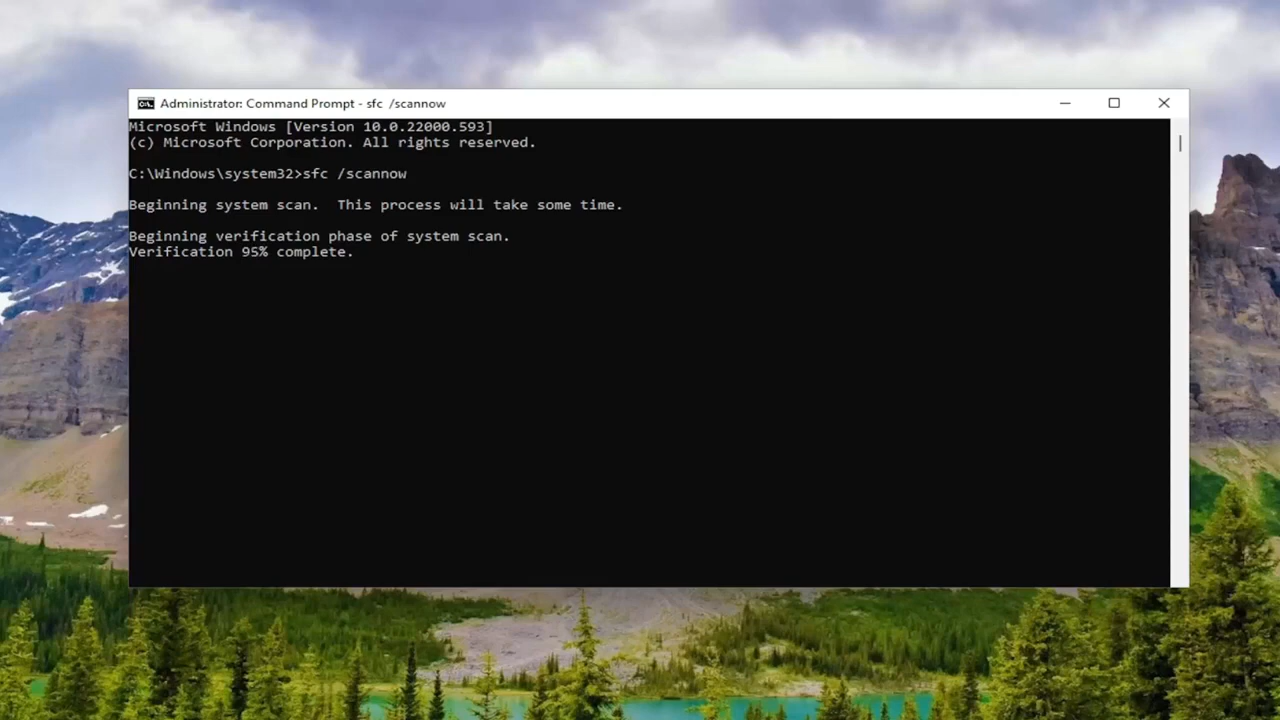 Administrator: Command Prompt - sfc  /scannow
Microsoft Windows [Version 10.0.22000.593]
(c) Microsoft Corporation. All rights reserved.
C:\Windows\system32>sfc /scannow
Beginning system scan.  This process will take some time.
Beginning verification phase of system scan.
Verification 95% complete.